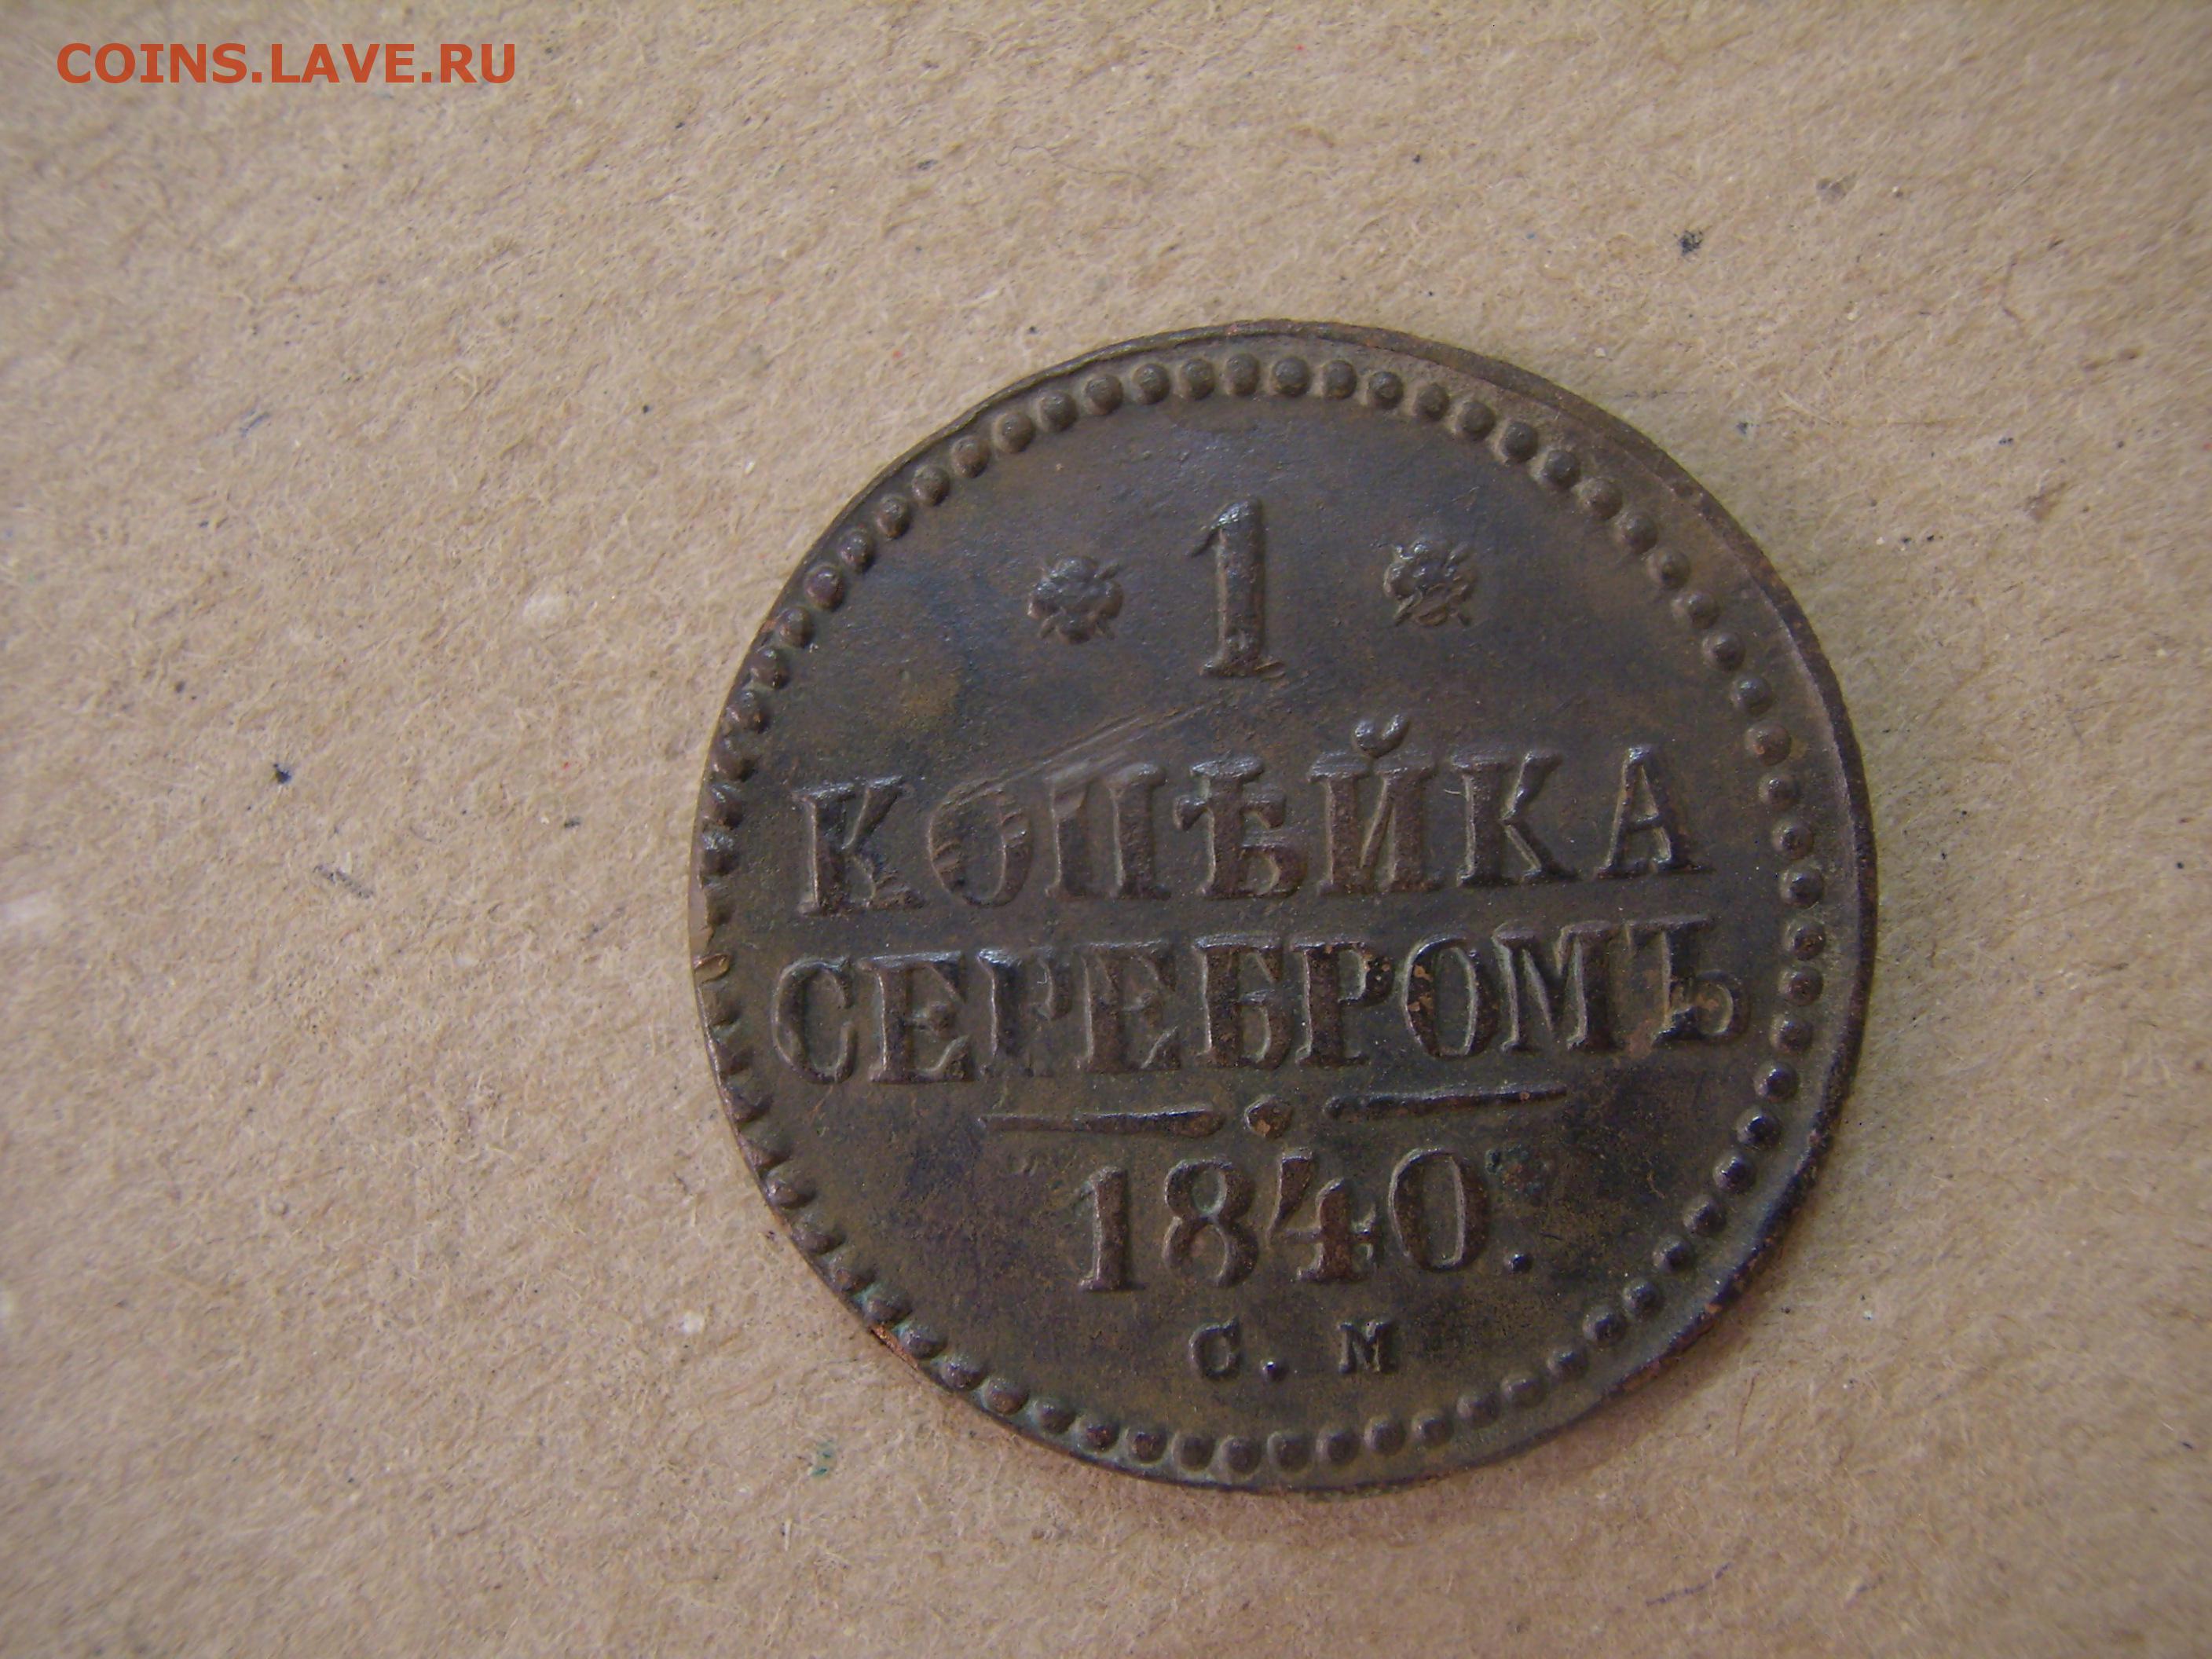 COINS.LAVE.RU
1
КОПѢЙКА
СЕРЕБРОМЪ
1840.
С. М